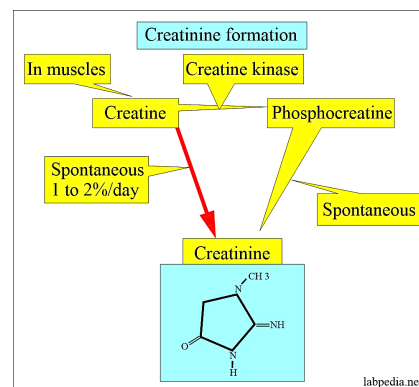 Creatinine formation
In muscles
Creatine kinase
Creatine
Phosphocreatine
Spontaneous
1 to 2%/day
Spontaneous
Creatinine
CH 3
N
NH
O
N
H
labpedia.ne